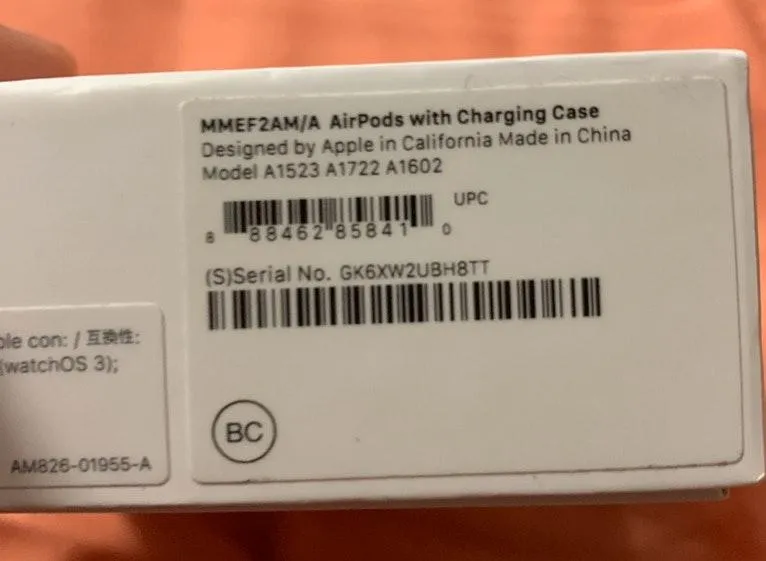 MMEF2AM/A AirPods with Charging Case
Designed by Apple in California Made in China
Model A1523 A1722 A1602
UPC
8 88462 85841 0
(S)Serial No. GK6XW2UBH8TT
con: / 互換性:
(watchOS 3);
BC
AM826-01955-A